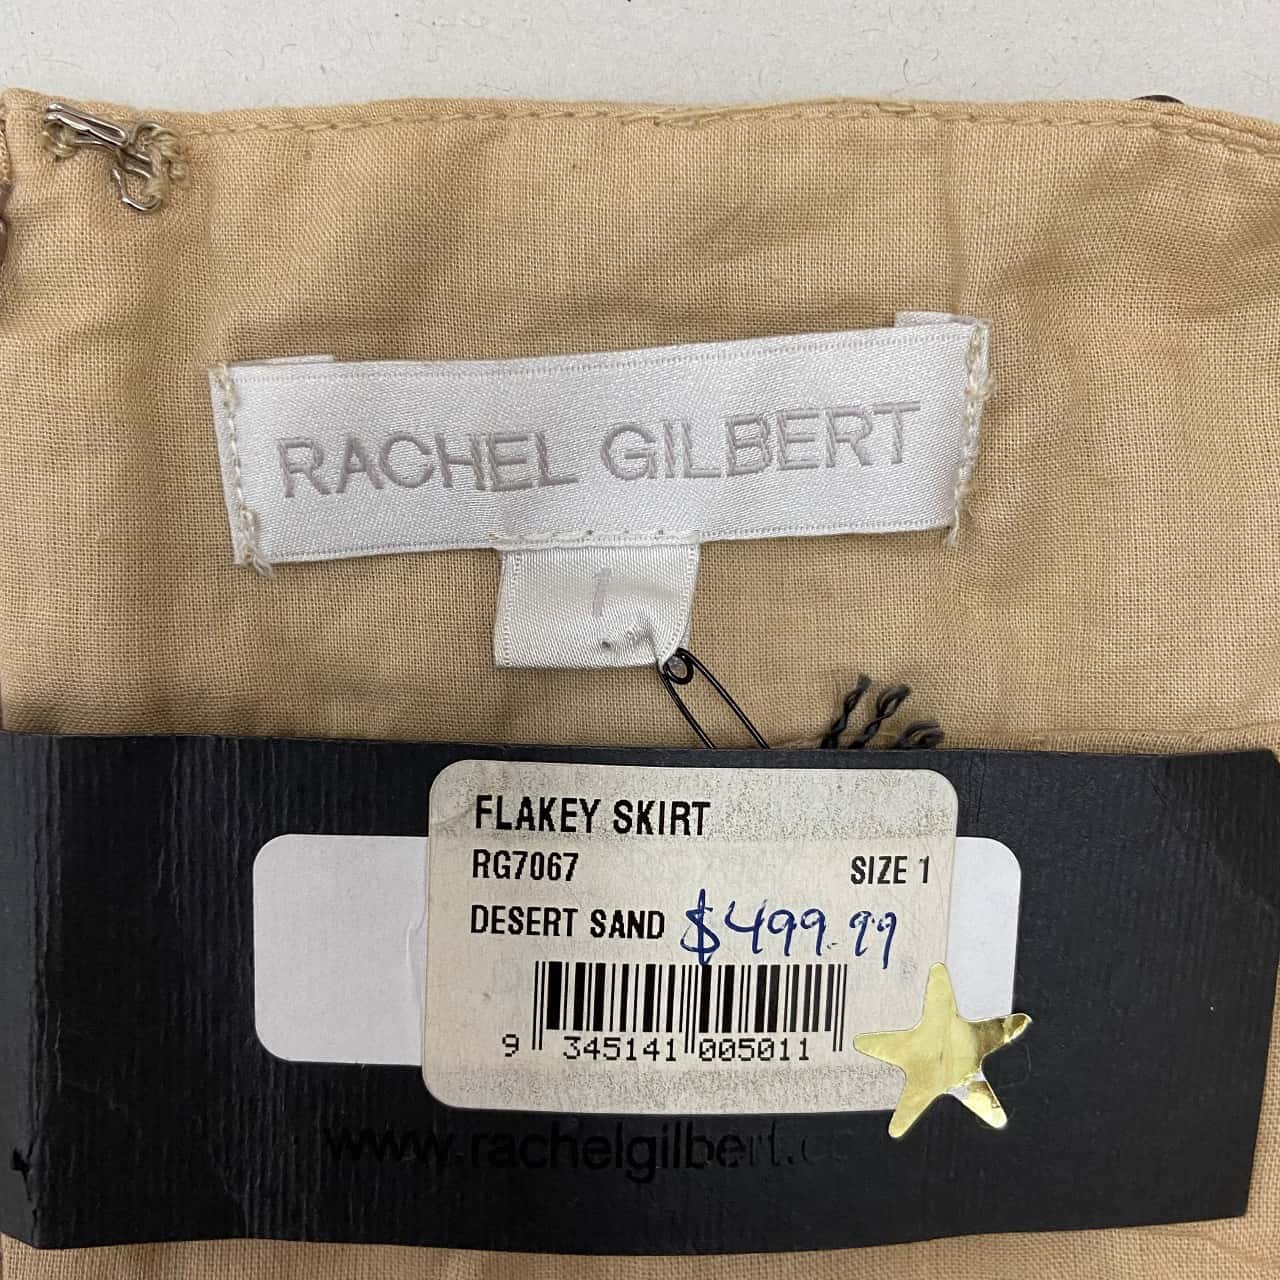 RACHEL GILBERT
1
FLAKEY SKIRT
RG7067 SIZE 1
DESERT SAND $499.99
9 345141 005011
www.rachelgilbert.c